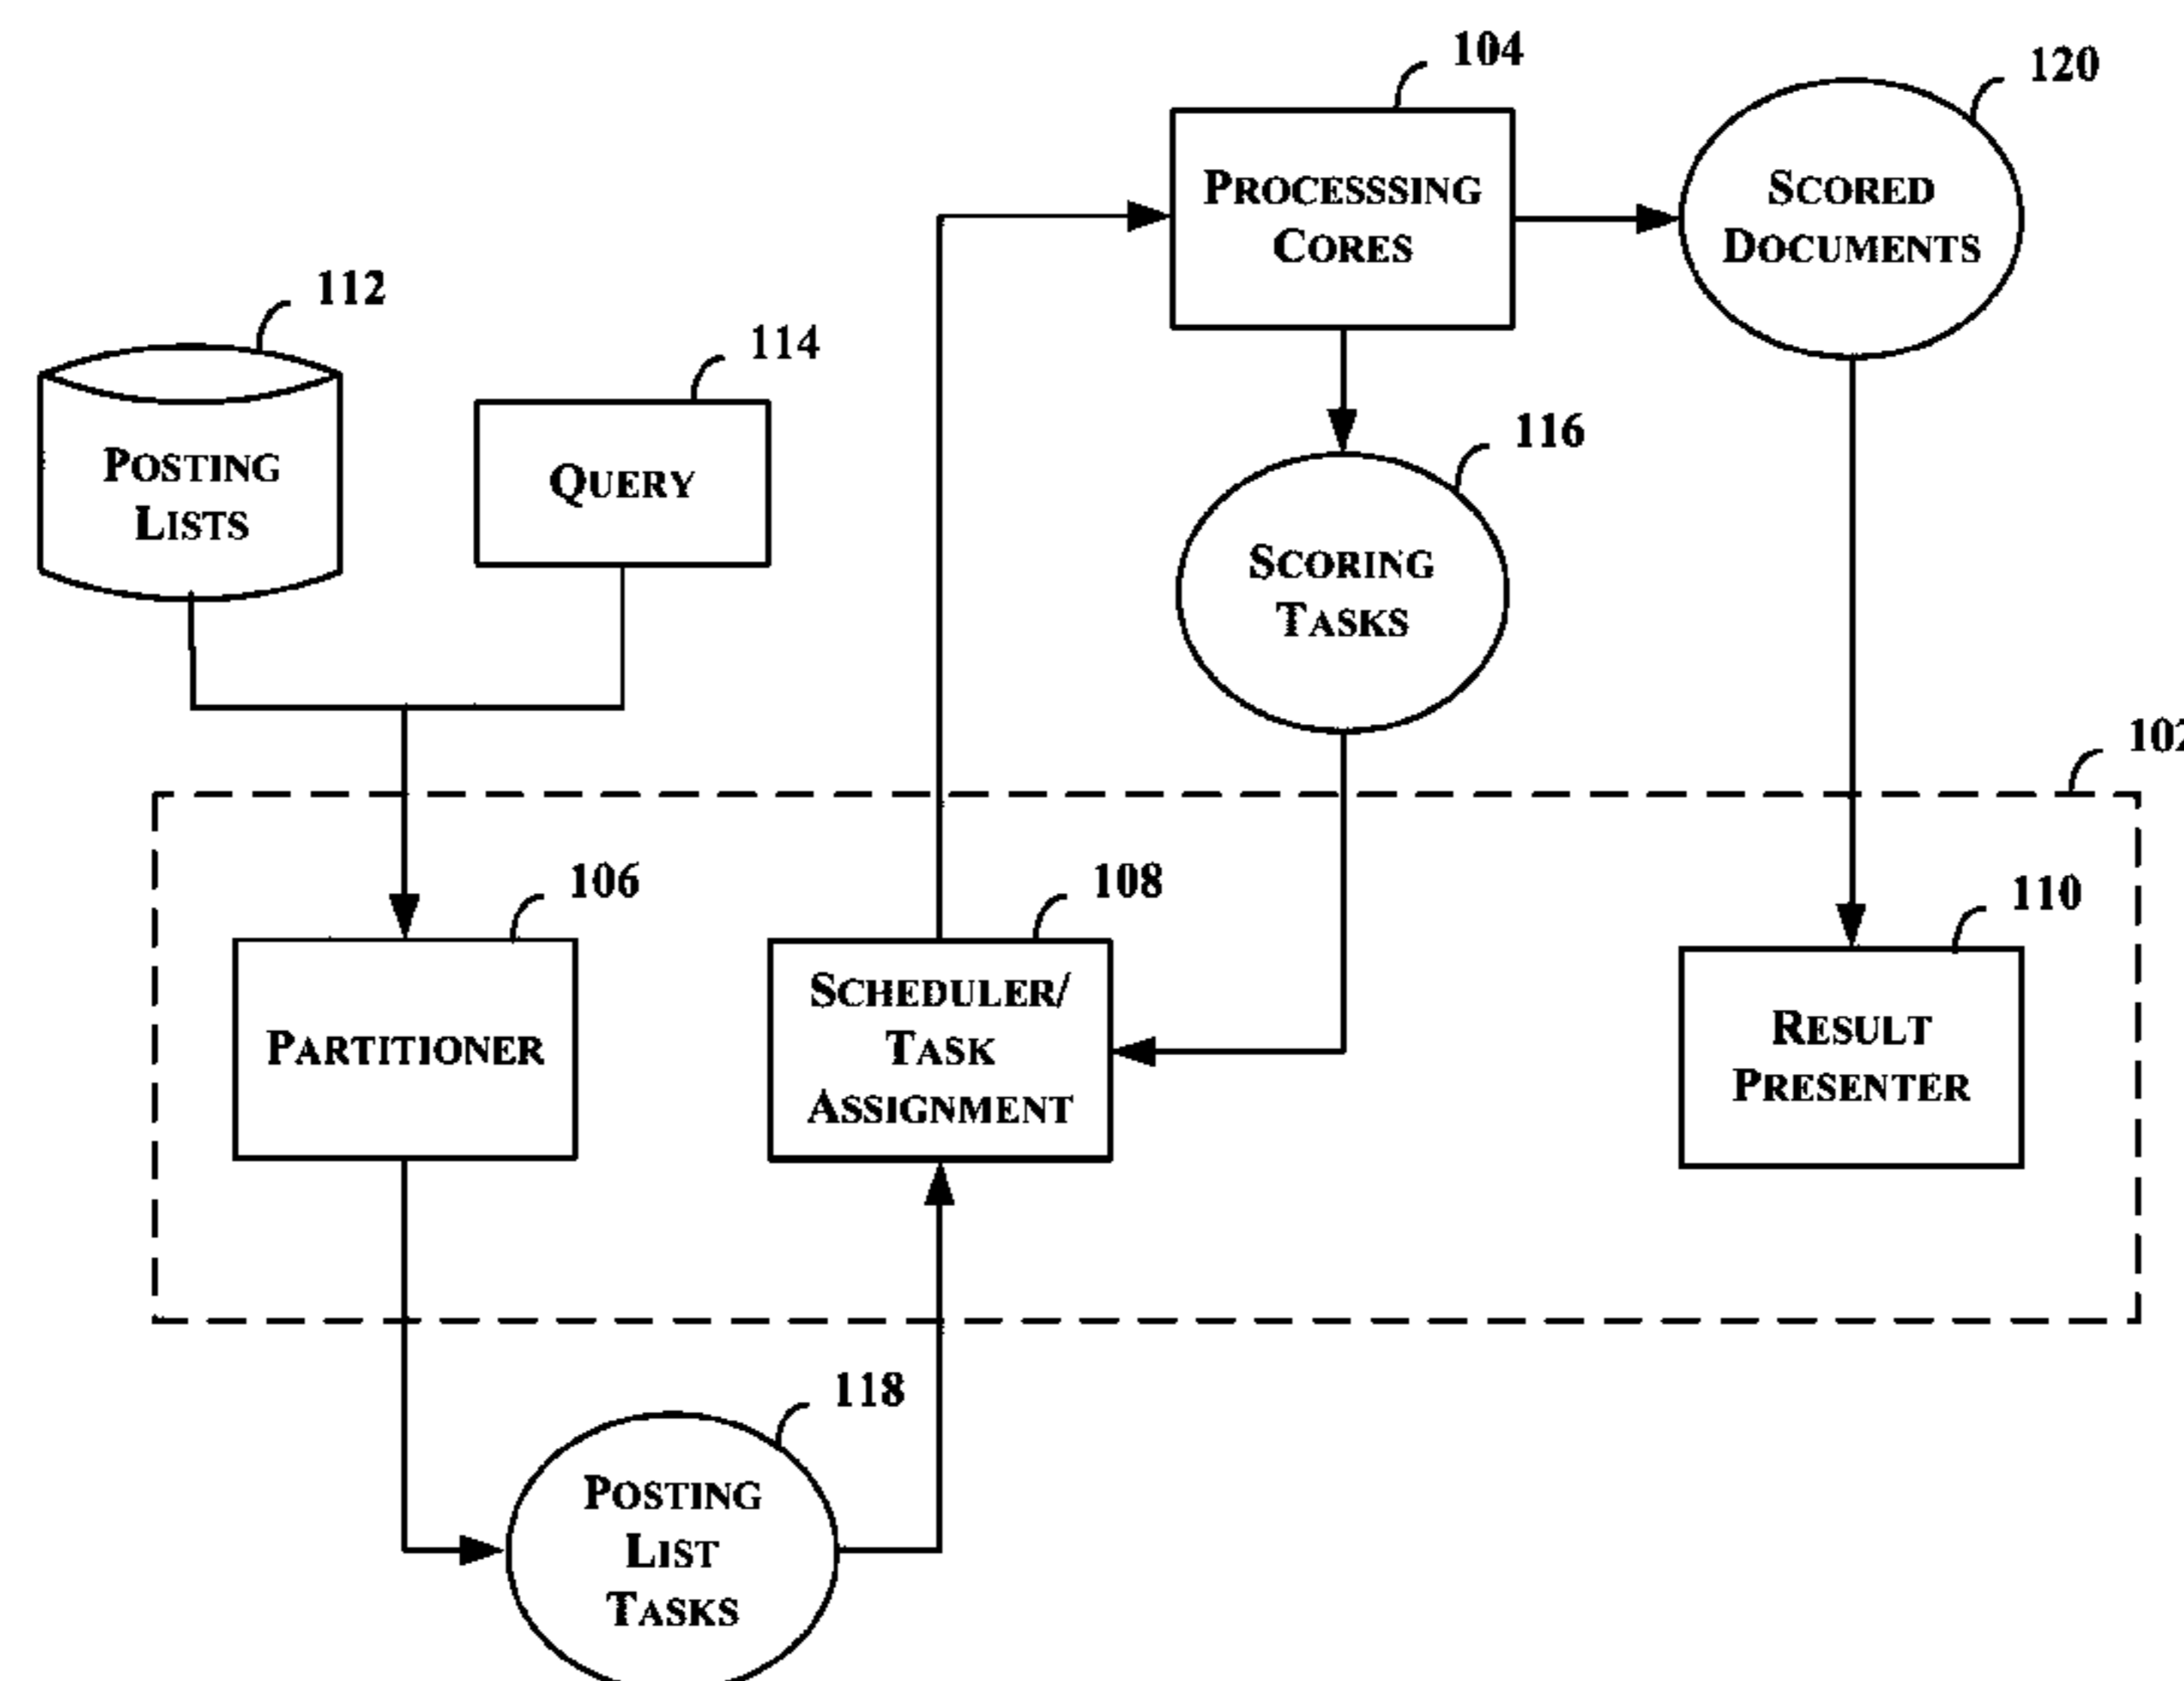 104
120
PROCESSSING
CORES
SCORED
DOCUMENTS
112
114
POSTING
LISTS
QUERY
116
SCORING
TASKS
106
108
110
PARTITIONER
SCHEDULER/
TASK
ASSIGNMENT
RESULT
PRESENTER
118
POSTING
LIST
TASKS